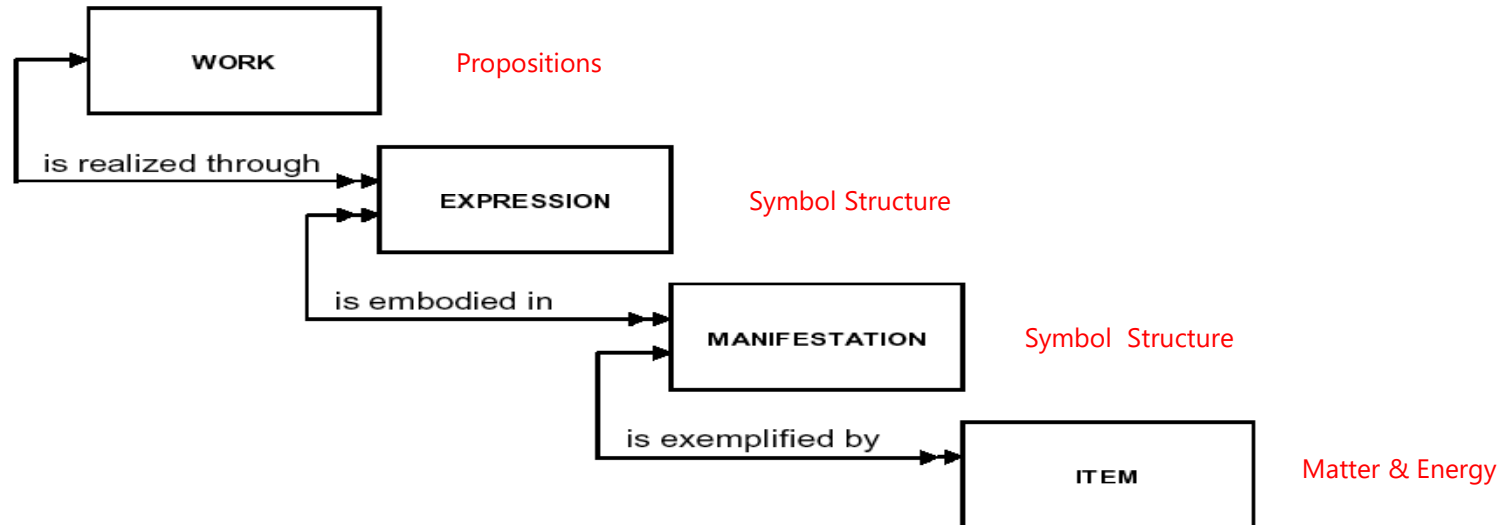 WORK
Propositions
is realized through
EXPRESSION
Symbol Structure
is embodied in
MANIFESTATION
Symbol Structure
is exemplified by
ITEM
Matter & Energy